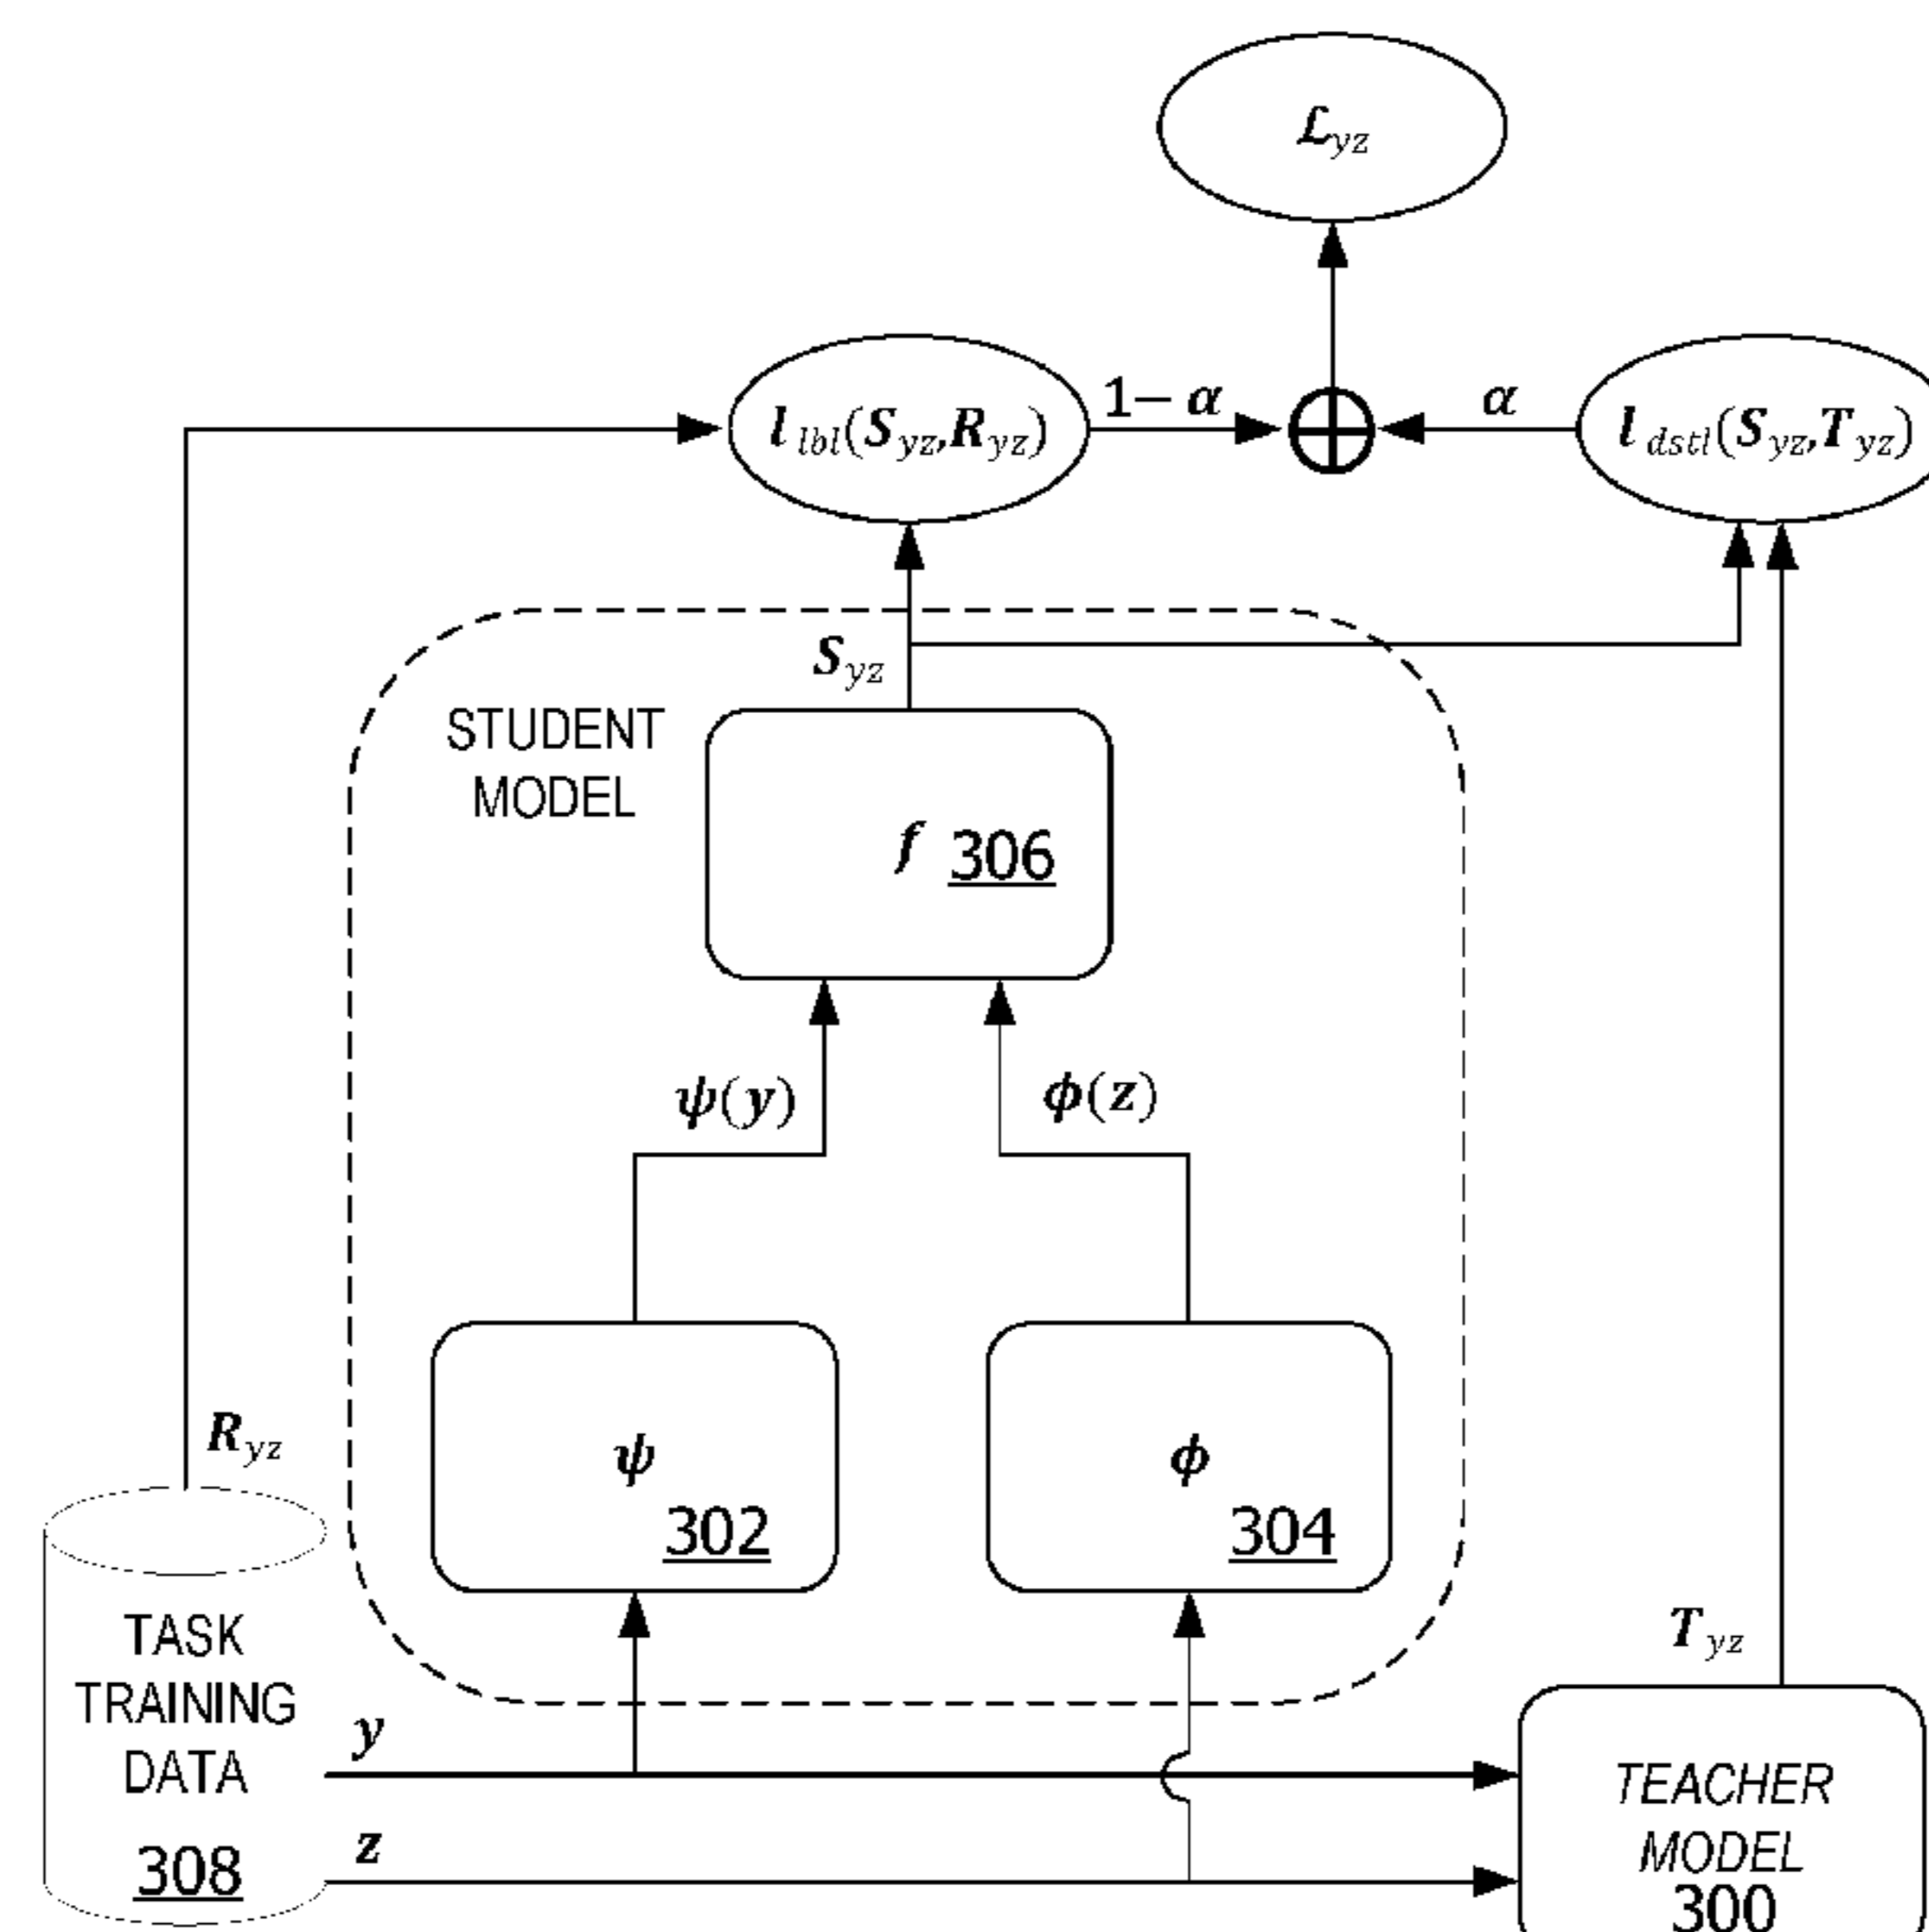 ℒyz
l lbl(Syz,Ryz)
1− α
α
l dstl(Syz,Tyz)
Syz
STUDENT
MODEL
f 306
ψ(y)
ϕ(z)
Ryz
ψ
302
ϕ
304
TASK
TRAINING
DATA
308
y
z
Tyz
TEACHER
MODEL
300